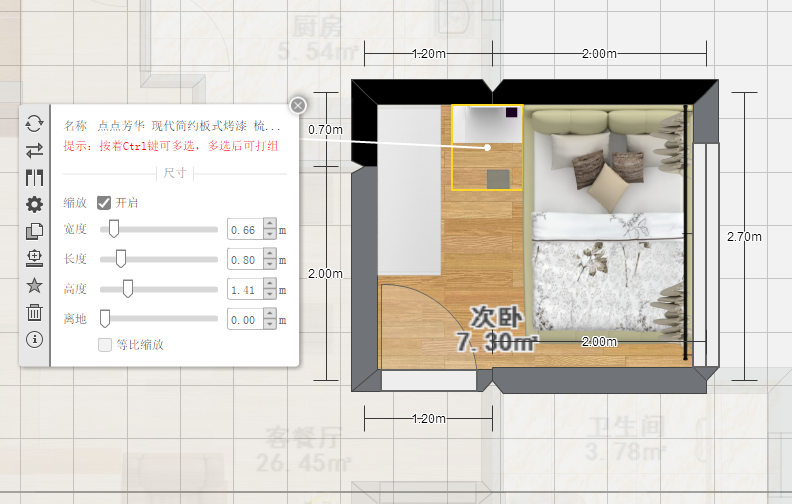 厨房
5.54㎡
1.20m
2.00m
名称 点点芳华 现代简约板式烤漆 梳...
提示：按着Ctrl键可多选，多选后可打组
尺寸
缩放 开启
宽度 0.66 m
长度 0.80 m
高度 1.41 m
离地 0.00 m
等比缩放
0.70m
2.00m
2.70m
次卧
7.30㎡
2.00m
1.20m
客餐厅
26.45㎡
卫生间
3.78㎡